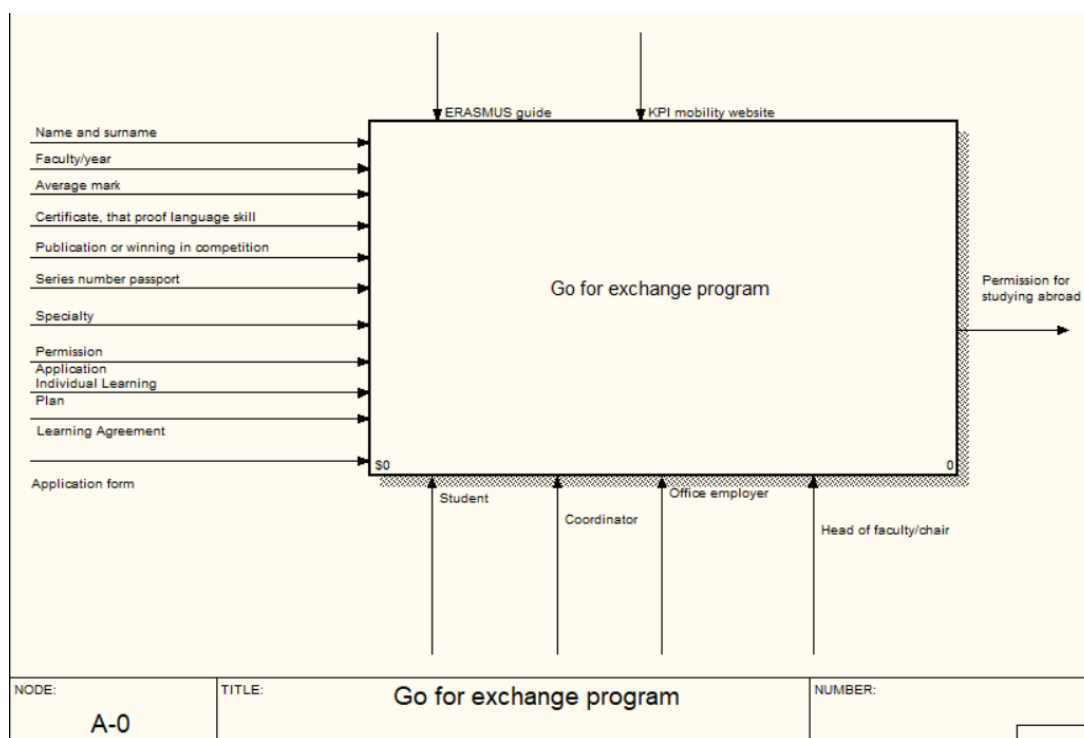 ERASMUS guide
KPI mobility website
Name and surname
Faculty/year
Average mark
Certificate, that proof language skill
Publication or winning in competition
Series number passport
Specialty
Permission
Application
Individual Learning
Plan
Learning Agreement
Application form
Go for exchange program
Permission for
studying abroad
$0
0
Student
Coordinator
Office employer
Head of faculty/chair
NODE:
A-0
TITLE:
Go for exchange program
NUMBER: